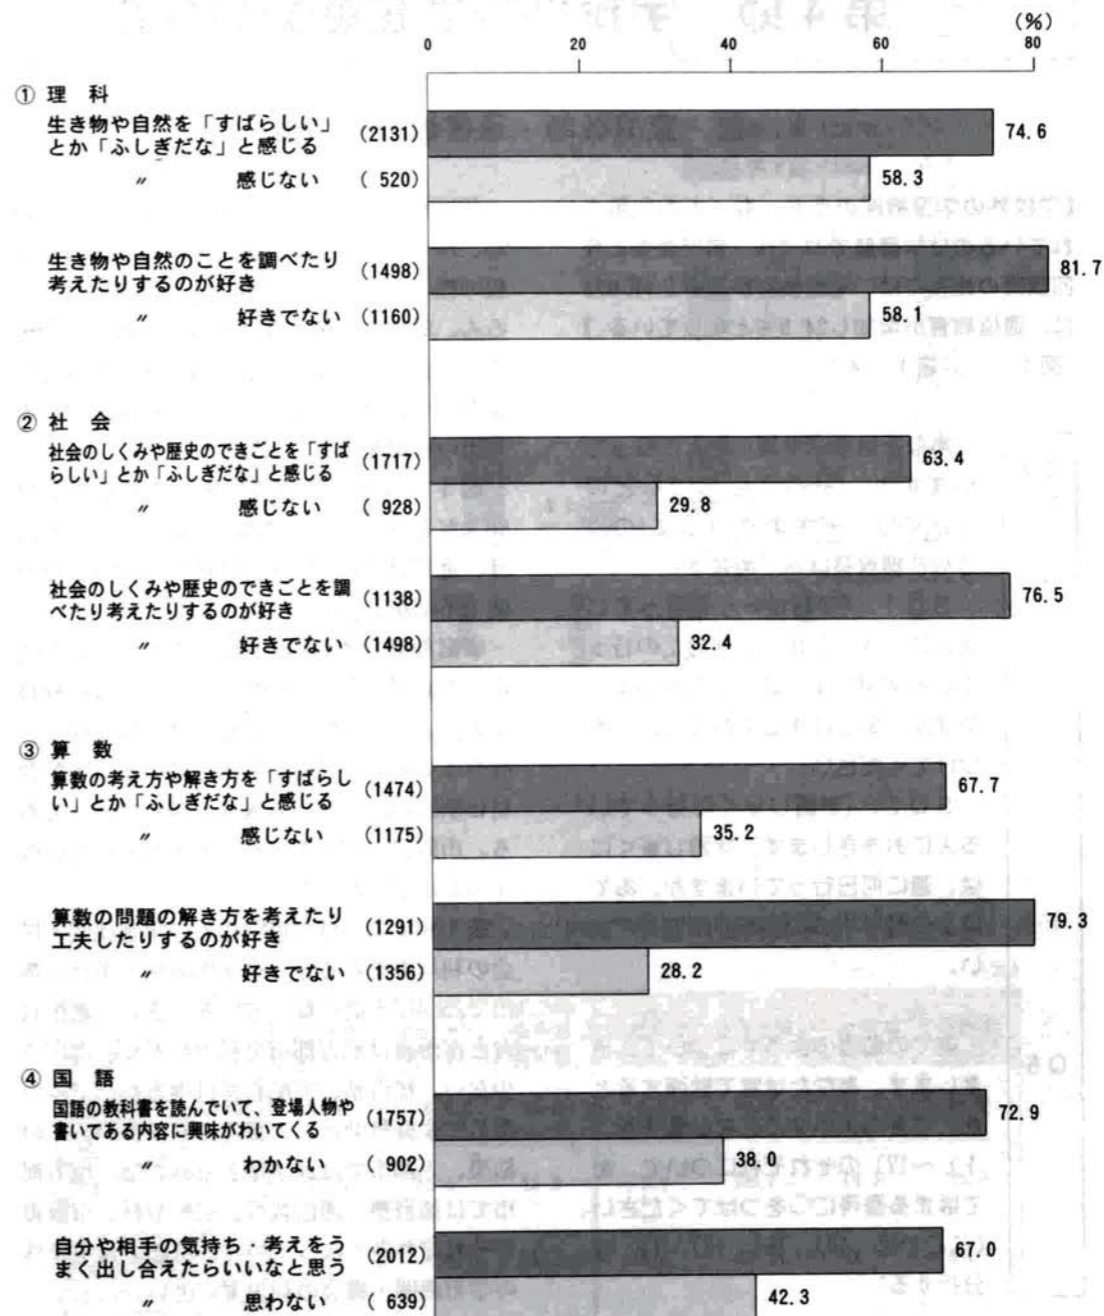 (%)
0 20 40 60 80
① 理 科
生き物や自然を「すばらしい」
とか「ふしぎだな」と感じる (2131) 74.6
〃 感じない ( 520) 58.3
生き物や自然のことを調べたり
考えたりするのが好き (1498) 81.7
〃 好きでない (1160) 58.1
② 社 会
社会のしくみや歴史のできごとを「すば
らしい」とか「ふしぎだな」と感じる (1717) 63.4
〃 感じない ( 928) 29.8
社会のしくみや歴史のできごとを調
べたり考えたりするのが好き (1138) 76.5
〃 好きでない (1498) 32.4
③ 算 数
算数の考え方や解き方を「すばらし
い」とか「ふしぎだな」と感じる (1474) 67.7
〃 感じない (1175) 35.2
算数の問題の解き方を考えたり
工夫したりするのが好き (1291) 79.3
〃 好きでない (1356) 28.2
④ 国 語
国語の教科書を読んでいて、登場人物や
書いてある内容に興味がわいてくる (1757) 72.9
〃 わかない ( 902) 38.0
自分や相手の気持ち・考えをう
まく出し合えたらいいなと思う (2012) 67.0
〃 思わない ( 639) 42.3